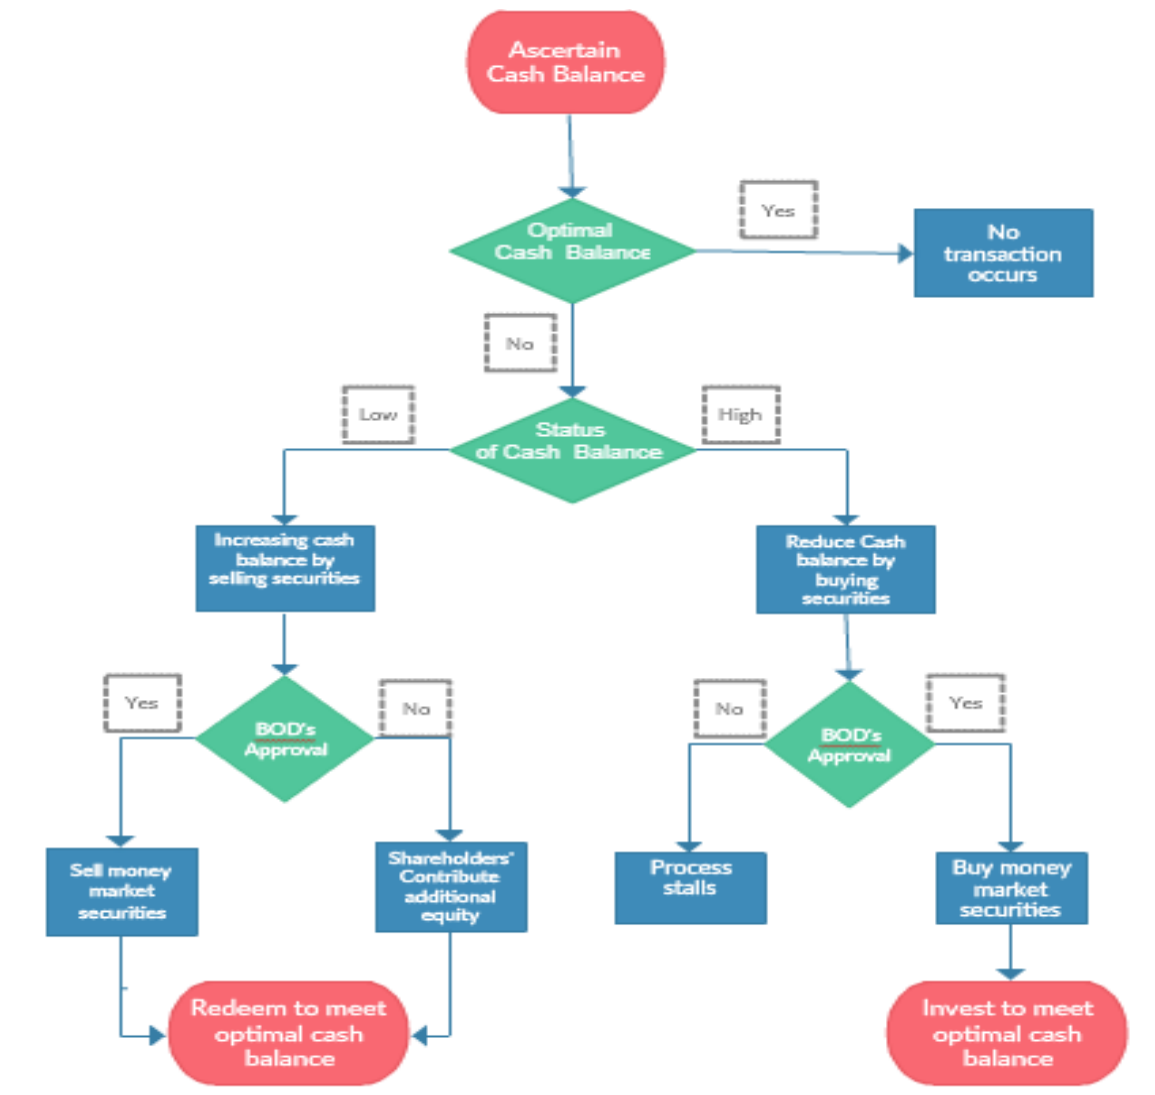 Ascertain
Cash Balance
Yes
Optimal
Cash Balance
No
transaction
occurs
No
Low
High
Status
of Cash Balance
Increasing cash
balance by
selling securities
Reduce Cash
balance by
buying
securities
Yes
No
No
Yes
BOD's
Approval
BOD's
Approval
Sell money
market
securities
Shareholders'
Contribute
additional
equity
Process
stalls
Buy money
market
securities
Redeem to meet
optimal cash
balance
Invest to meet
optimal cash
balance